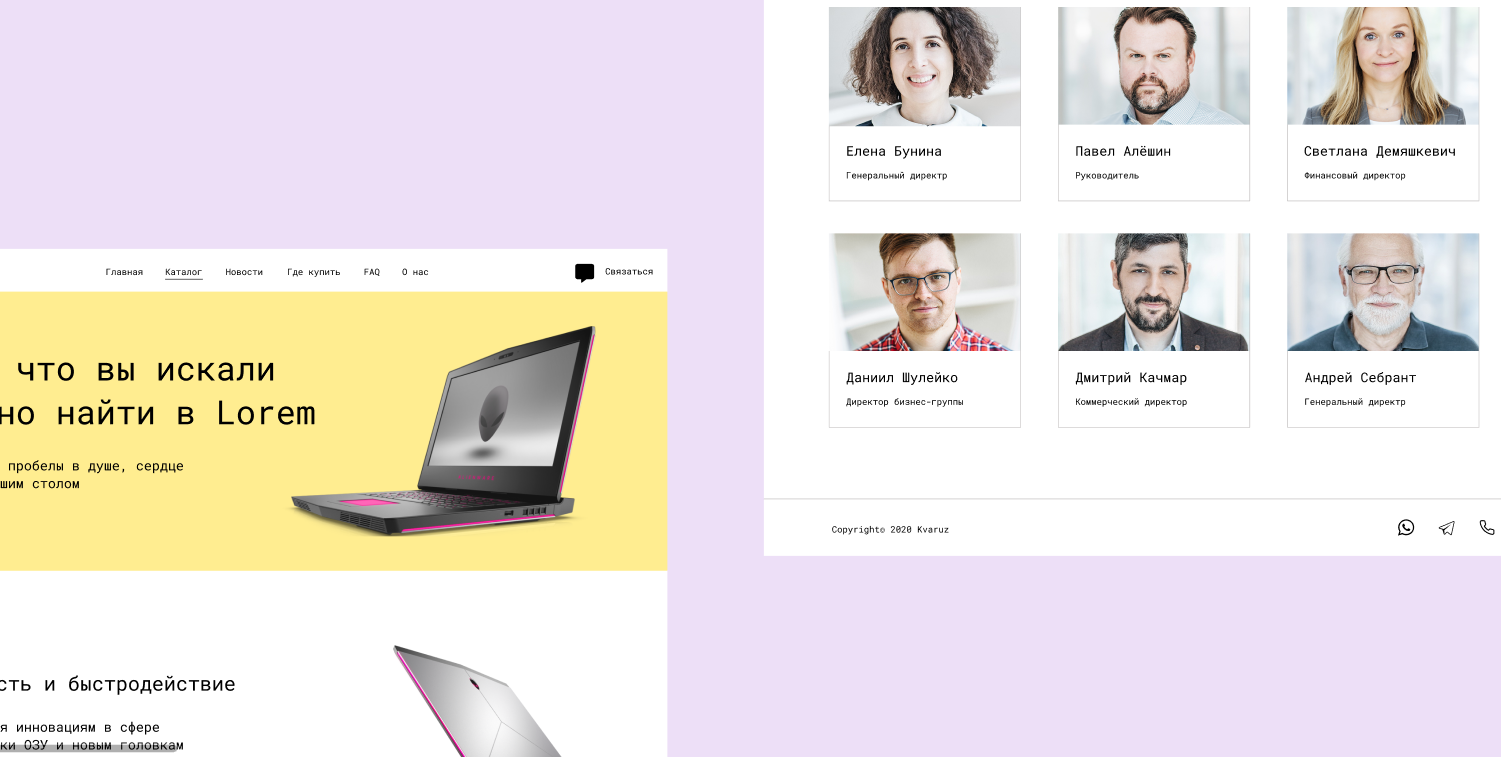 Главная Каталог Новости Где купить FAQ О нас Связаться
что вы искали
но найти в Lorem
пробелы в душе, сердце
шим столом
сть и быстродействие
я инновациям в сфере
ки ОЗУ и новым головкам
Елена Бунина
Генеральный директр
Павел Алёшин
Руководитель
Светлана Демяшкевич
Финансовый директор
Даниил Шулейко
Директор бизнес-группы
Дмитрий Качмар
Коммерческий директор
Андрей Себрант
Генеральный директр
Copyright© 2020 Kvaruz